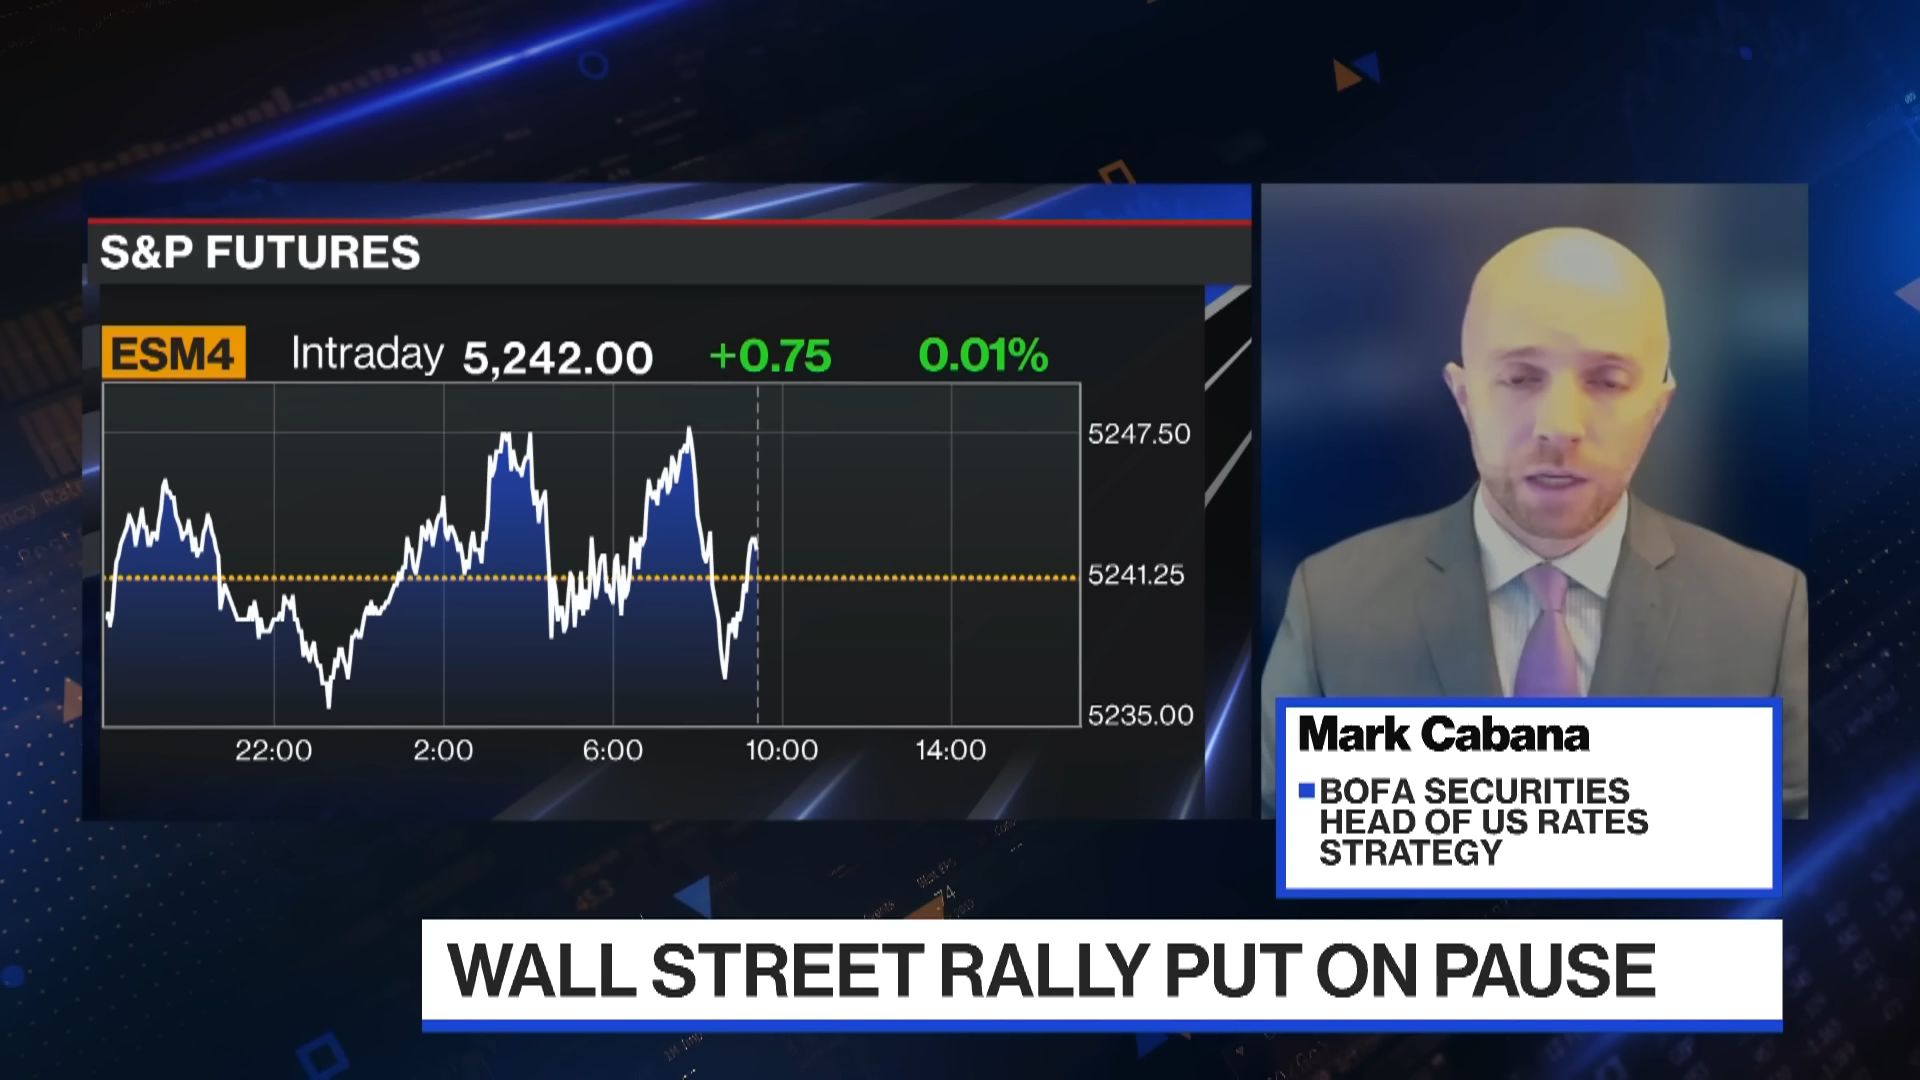 S&P FUTURES
ESM4 Intraday 5,242.00 +0.75 0.01%
5247.50
5241.25
5235.00
22:00 2:00 6:00 10:00 14:00
Mark Cabana
BOFA SECURITIES
HEAD OF US RATES
STRATEGY
WALL STREET RALLY PUT ON PAUSE